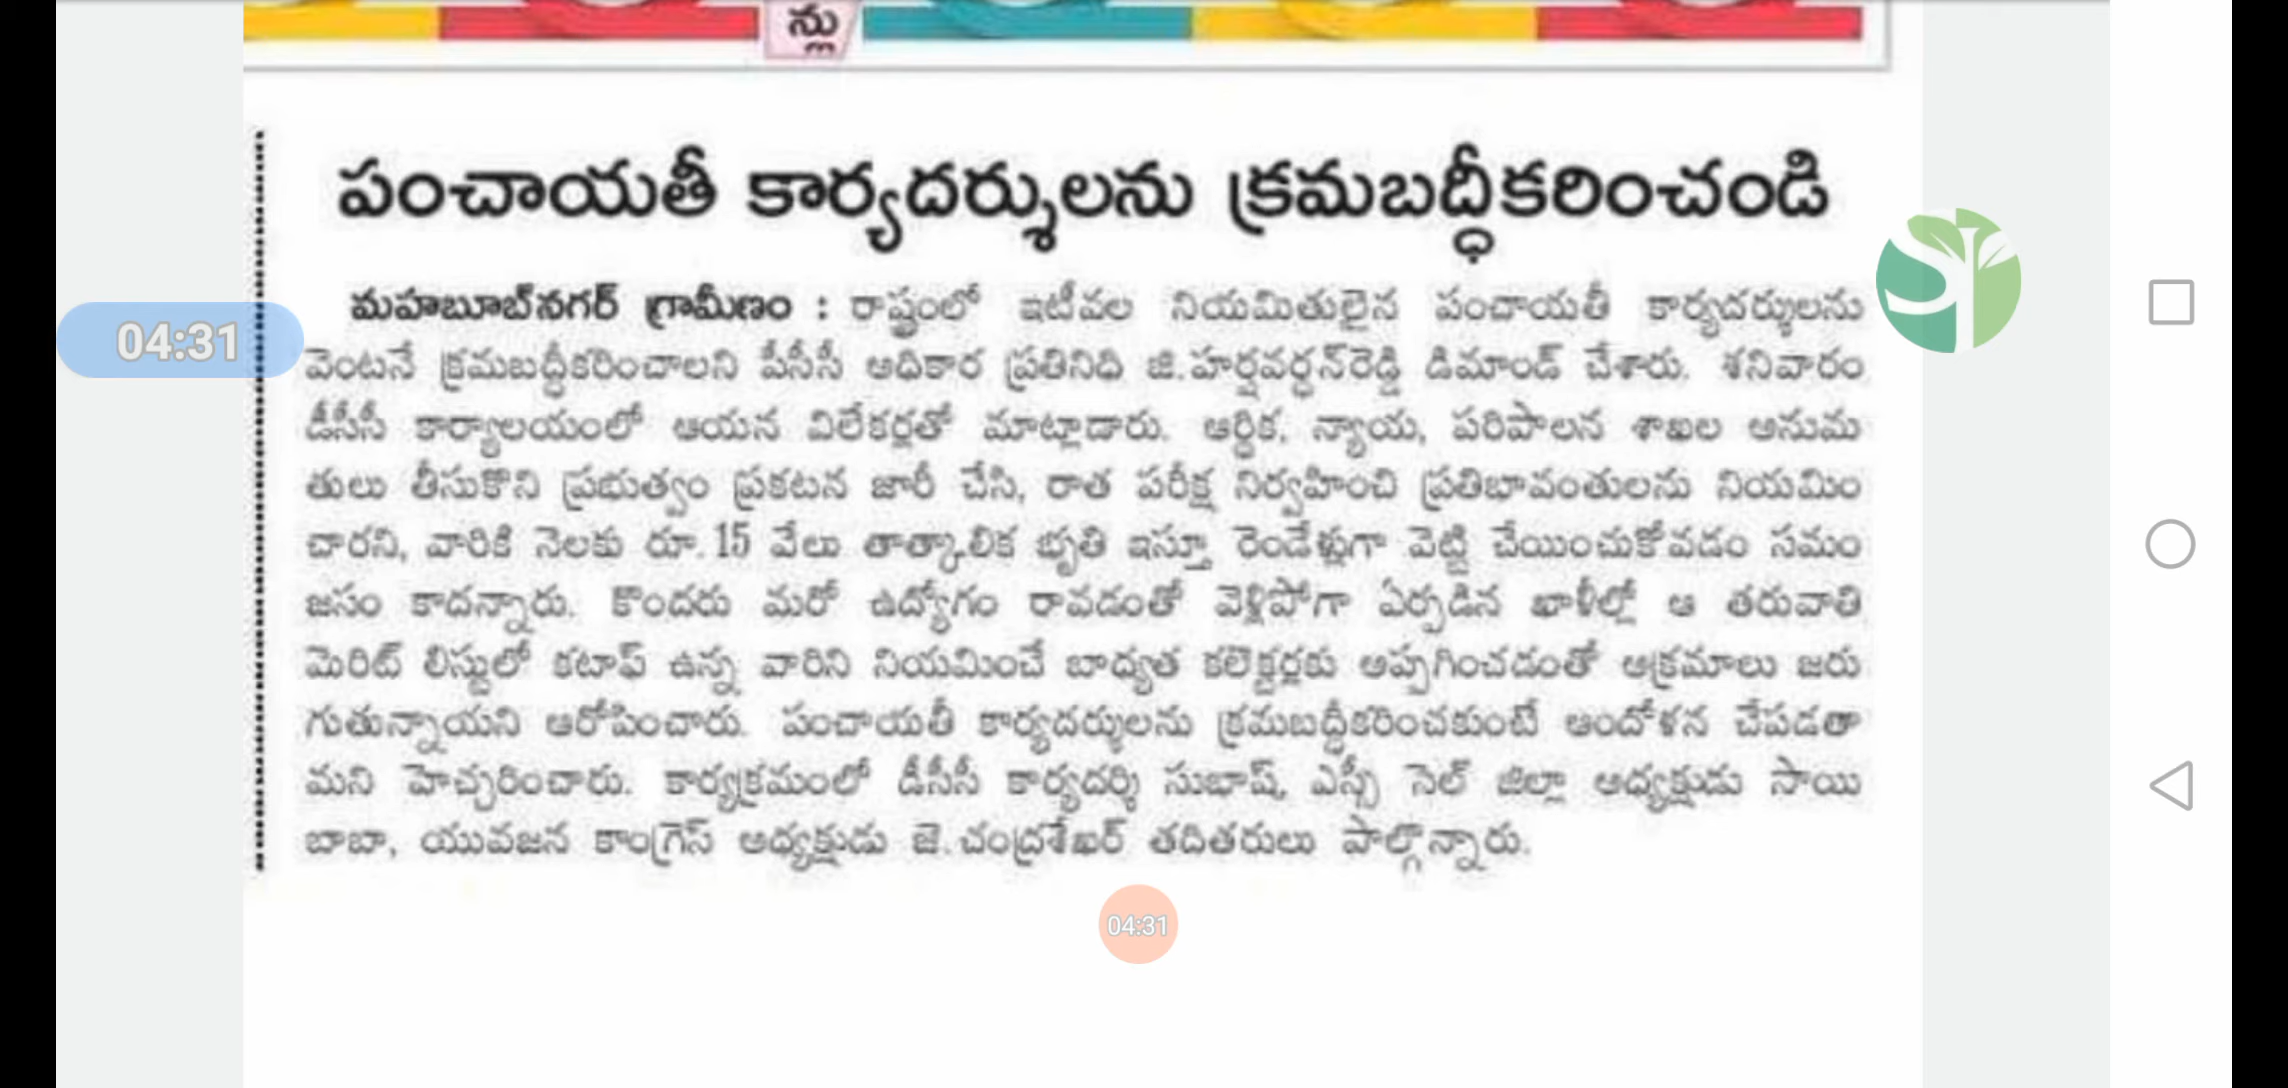 న్లు
పంచాయతీ కార్యదర్శులను క్రమబద్ధీకరించండి
మహబూబ్‌నగర్ గ్రామీణం : రాష్ట్రంలో ఇటీవల నియమితులైన పంచాయతీ కార్యదర్శులను
04:31
వెంటనే క్రమబద్ధీకరించాలని పీసీసీ అధికార ప్రతినిధి జి.హర్షవర్ధన్‌రెడ్డి డిమాండ్ చేశారు. శనివారం
డీసీసీ కార్యాలయంలో ఆయన విలేకర్లతో మాట్లాడారు. ఆర్థిక, న్యాయ, పరిపాలన శాఖల అనుమ
తులు తీసుకొని ప్రభుత్వం ప్రకటన జారీ చేసి, రాత పరీక్ష నిర్వహించి ప్రతిభావంతులను నియమిం
చారని, వారికి నెలకు రూ.15 వేలు తాత్కాలిక భృతి ఇస్తూ రెండేళ్లుగా వెట్టి చేయించుకోవడం సమం
జసం కాదన్నారు. కొందరు మరో ఉద్యోగం రావడంతో వెళ్లిపోగా ఏర్పడిన ఖాళీల్లో ఆ తరువాతి
మెరిట్ లిస్టులో కటాఫ్ ఉన్న వారిని నియమించే బాధ్యత కలెక్టర్లకు అప్పగించడంతో అక్రమాలు జరు
గుతున్నాయని ఆరోపించారు. పంచాయతీ కార్యదర్శులను క్రమబద్ధీకరించకుంటే ఆందోళన చేపడతా
మని హెచ్చరించారు. కార్యక్రమంలో డీసీసీ కార్యదర్శి సుభాష్, ఎస్సీ సెల్ జిల్లా అధ్యక్షుడు సాయి
బాబా, యువజన కాంగ్రెస్ అధ్యక్షుడు జె.చంద్రశేఖర్ తదితరులు పాల్గొన్నారు.
04:31